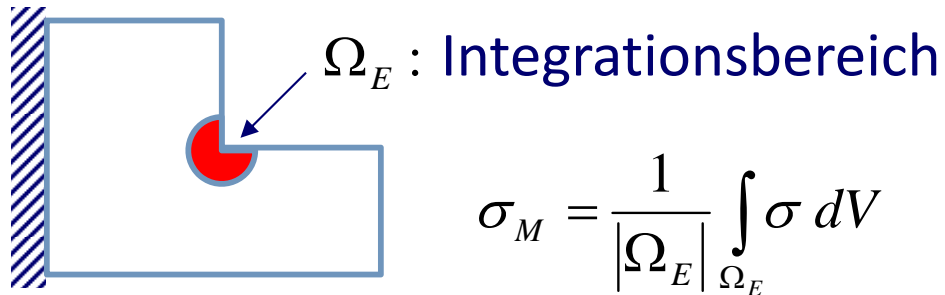 Ω_E : Integrationsbereich
σ_M = 1/|Ω_E| ∫_{Ω_E} σ dV